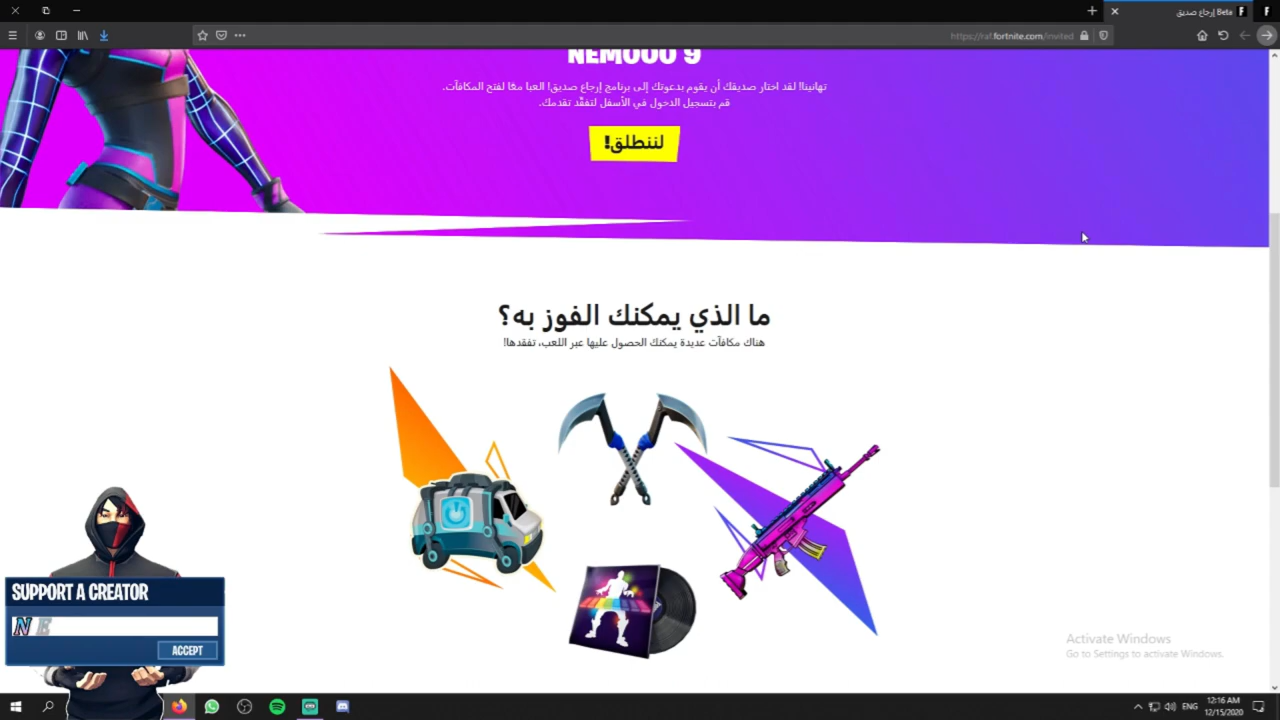 Beta إرجاع صديق
https://raf.fortnite.com/invited
NEMOOO 9
تهانينا! لقد اختار صديقك أن يقوم بدعوتك إلى برنامج إرجاع صديق! العبا معًا لفتح المكافآت.
قم بتسجيل الدخول في الأسفل لتفقّد تقدمك.
لننطلق!
ما الذي يمكنك الفوز به؟
هناك مكافآت عديدة يمكنك الحصول عليها عبر اللعب، تفقدها!
SUPPORT A CREATOR
N E
ACCEPT
Activate Windows
Go to Settings to activate Windows.
ENG
12:16 AM
12/15/2020